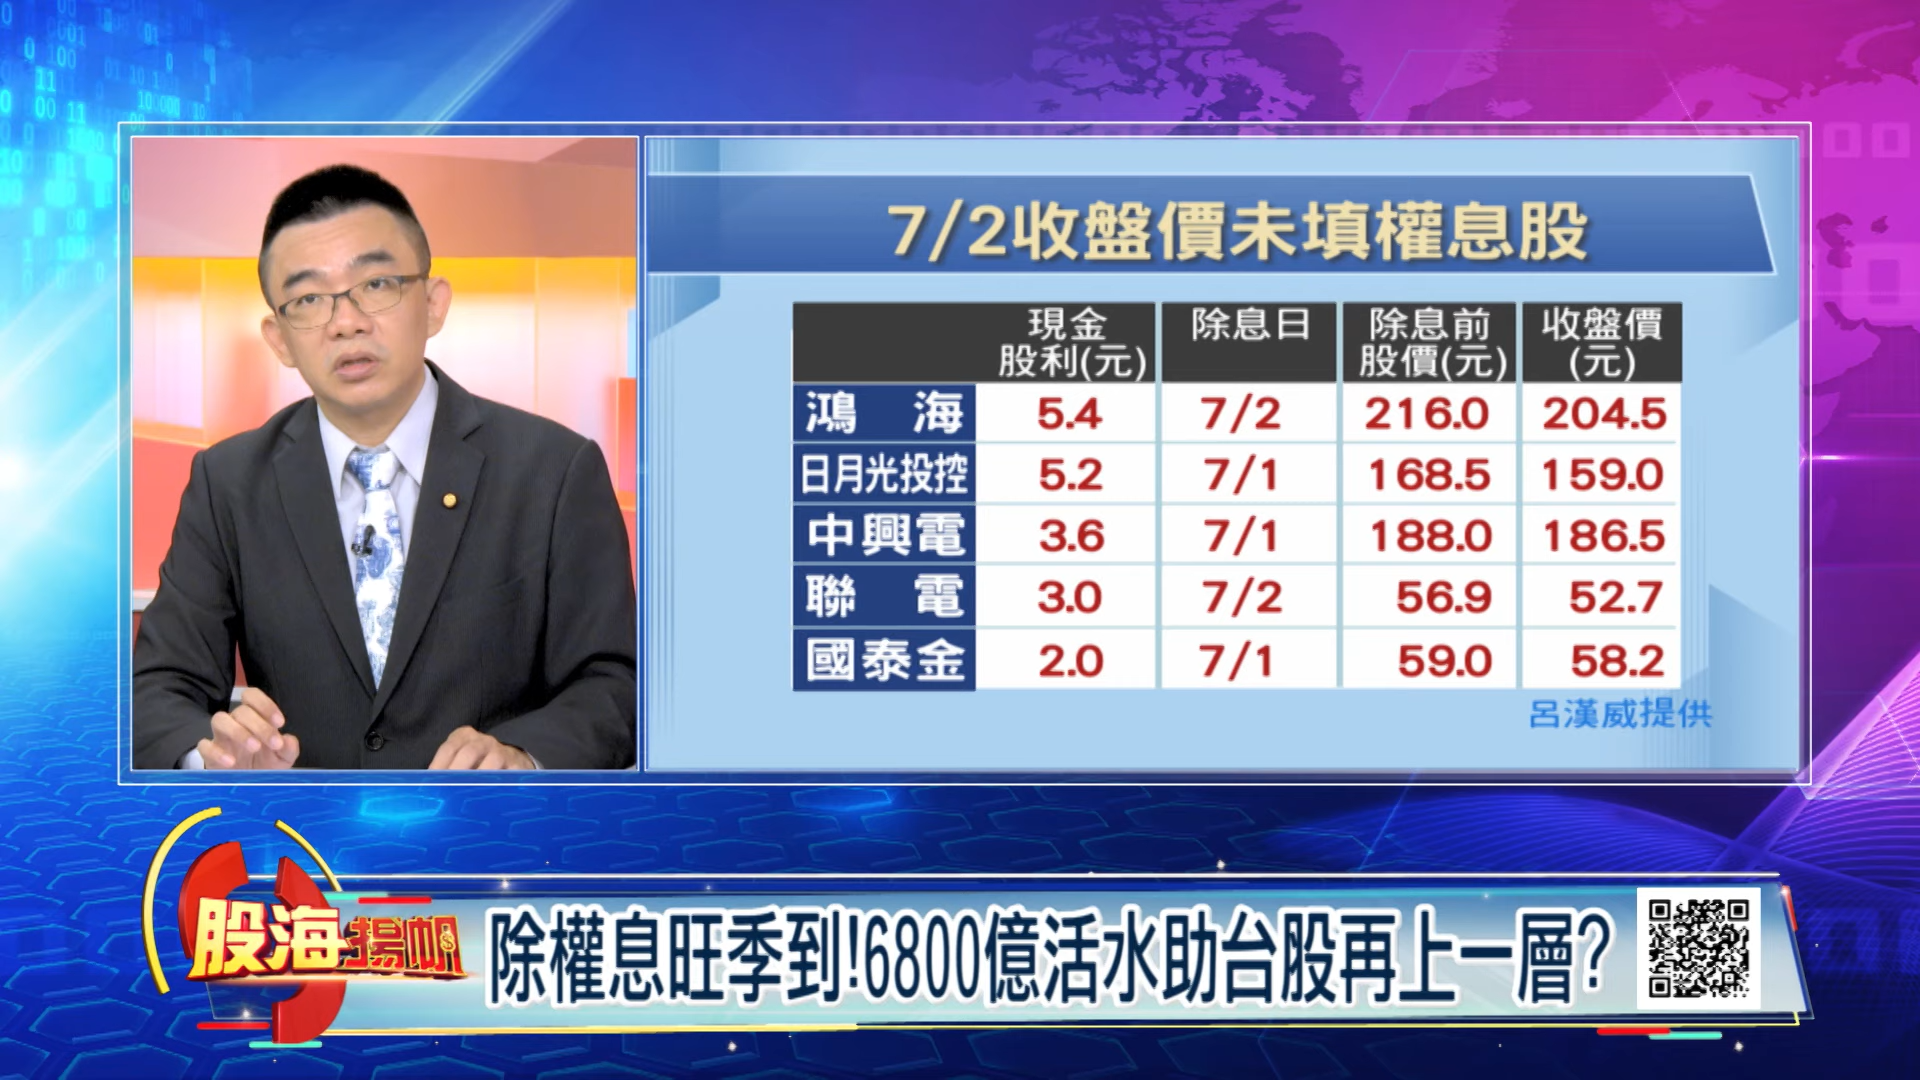 7/2收盤價未填權息股
現金股利(元) 除息日 除息前股價(元) 收盤價(元)
鴻海 5.4 7/2 216.0 204.5
日月光投控 5.2 7/1 168.5 159.0
中興電 3.6 7/1 188.0 186.5
聯電 3.0 7/2 56.9 52.7
國泰金 2.0 7/1 59.0 58.2
呂漢威提供
股海揚帆
除權息旺季到!6800億活水助台股再上一層?